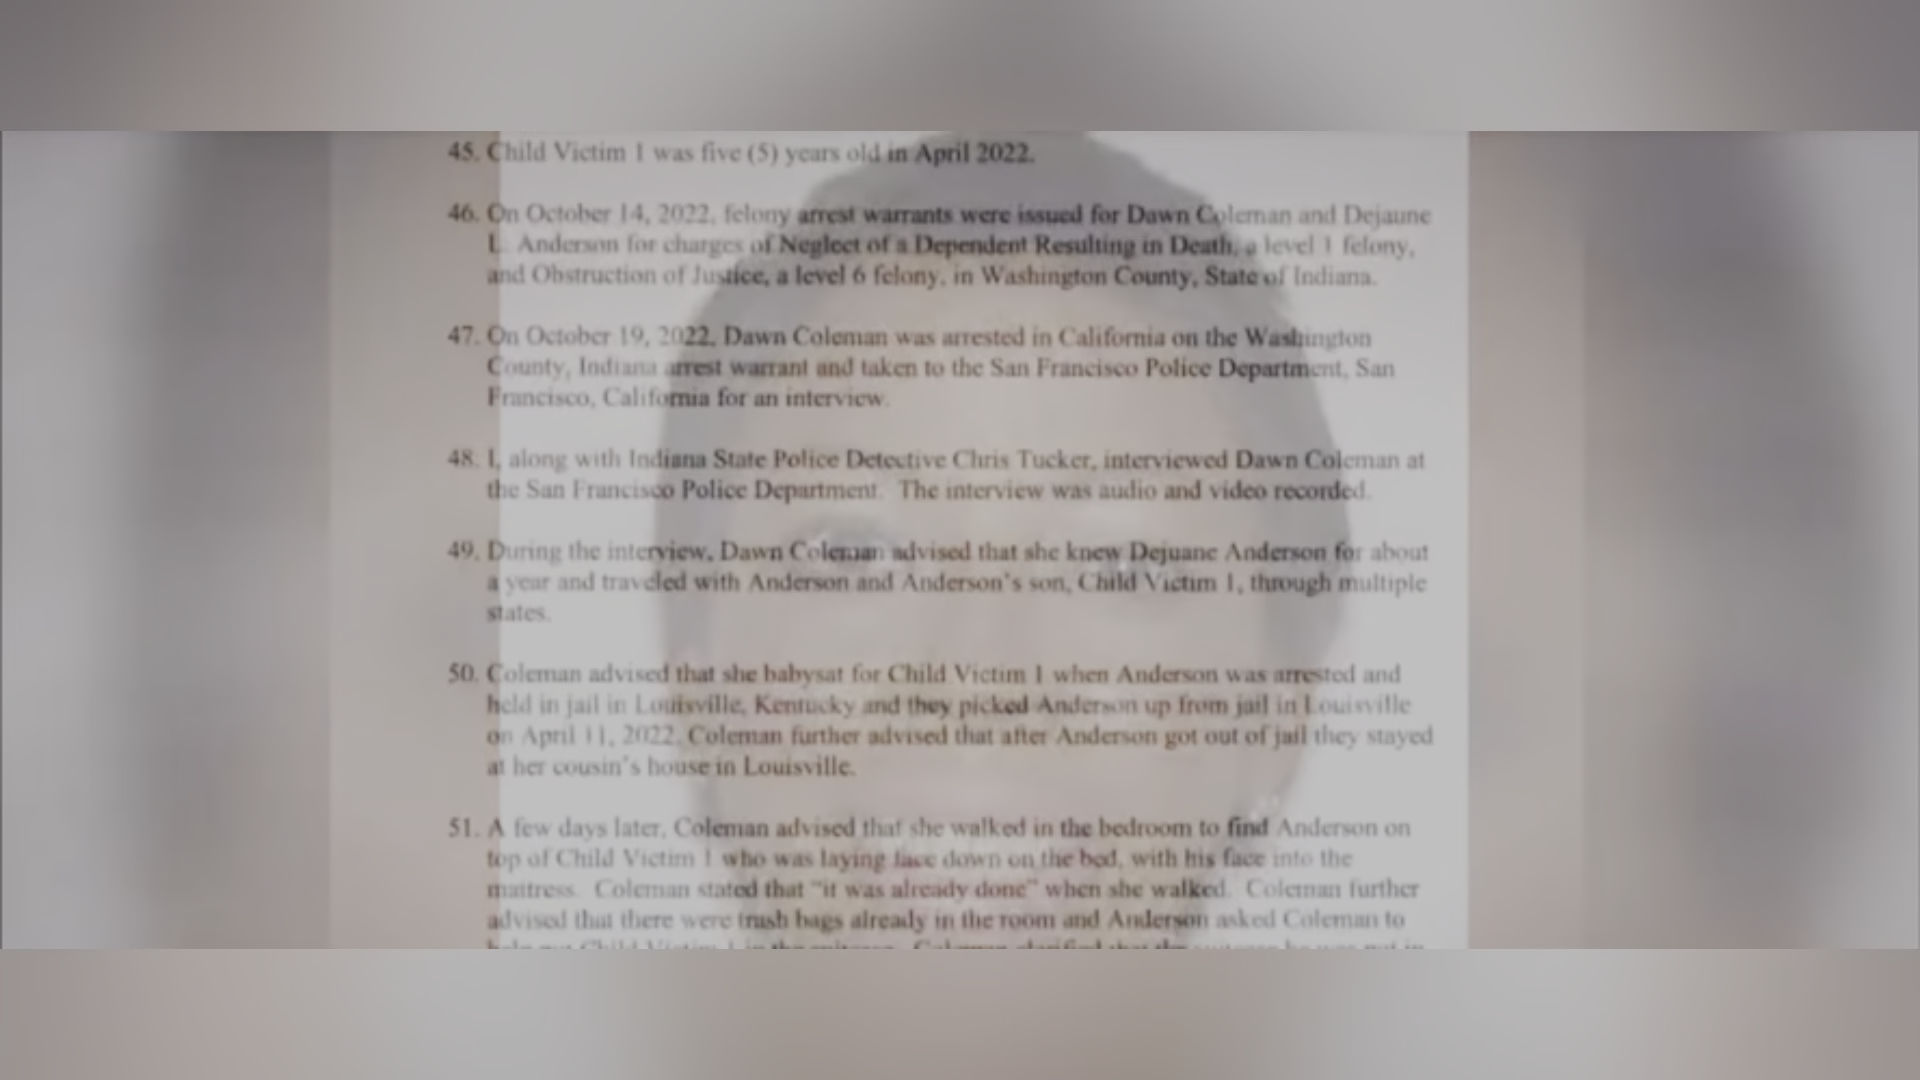 45. Child Victim 1 was five (5) years old in April 2022.
46. On October 14, 2022, felony arrest warrants were issued for Dawn Coleman and Dejaune
L. Anderson for charges of Neglect of a Dependent Resulting in Death, a level 1 felony,
and Obstruction of Justice, a level 6 felony, in Washington County, State of Indiana.
47. On October 19, 2022, Dawn Coleman was arrested in California on the Washington
County, Indiana arrest warrant and taken to the San Francisco Police Department, San
Francisco, California for an interview.
48. I, along with Indiana State Police Detective Chris Tucker, interviewed Dawn Coleman at
the San Francisco Police Department. The interview was audio and video recorded.
49. During the interview, Dawn Coleman advised that she knew Dejuane Anderson for about
a year and traveled with Anderson and Anderson's son, Child Victim 1, through multiple
states.
50. Coleman advised that she babysat for Child Victim 1 when Anderson was arrested and
held in jail in Louisville, Kentucky and they picked Anderson up from jail in Louisville
on April 11, 2022. Coleman further advised that after Anderson got out of jail they stayed
at her cousin's house in Louisville.
51. A few days later, Coleman advised that she walked in the bedroom to find Anderson on
top of Child Victim 1 who was laying face down on the bed, with his face into the
mattress. Coleman stated that "it was already done" when she walked. Coleman further
advised that there were trash bags already in the room and Anderson asked Coleman to